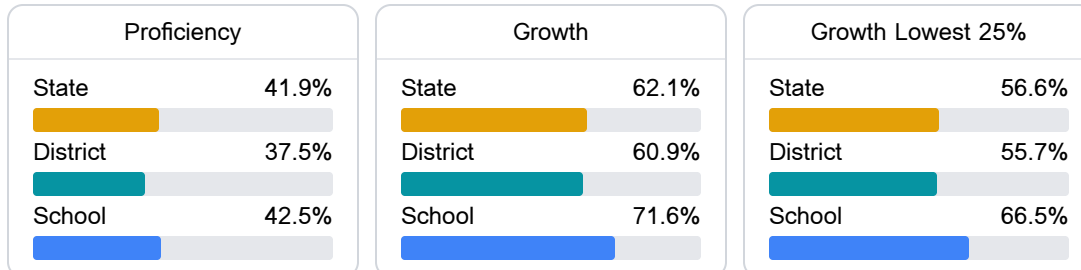 Proficiency
State 41.9%
District 37.5%
School 42.5%
Growth
State 62.1%
District 60.9%
School 71.6%
Growth Lowest 25%
State 56.6%
District 55.7%
School 66.5%